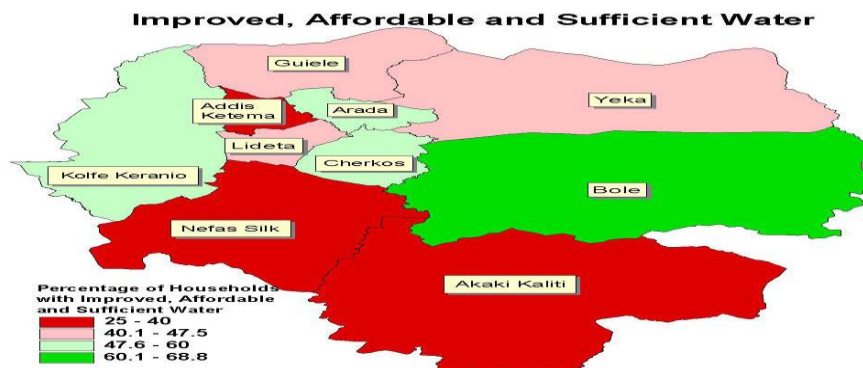 Improved, Affordable and Sufficient Water
Guiele
Yeka
Addis
Ketema
Arada
Lideta
Cherkos
Kolfe Keranio
Bole
Nefas Silk
Akaki Kaliti
Percentage of Households
with Improved, Affordable
and Sufficient Water
25 - 40
40.1 - 47.5
47.6 - 60
60.1 - 68.8